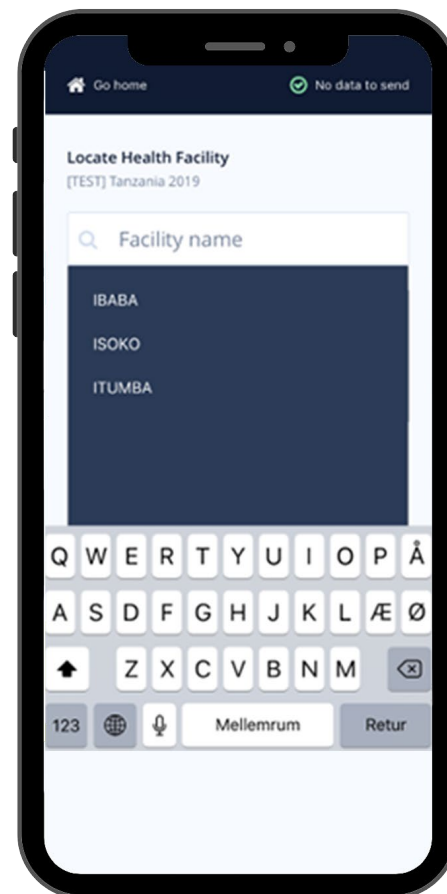 Go home No data to send
Locate Health Facility
[TEST] Tanzania 2019
Facility name
IBABA
ISOKO
ITUMBA
Q W E R T Y U I O P Å
A S D F G H J K L Æ Ø
Z X C V B N M
123 Mellemrum Retur